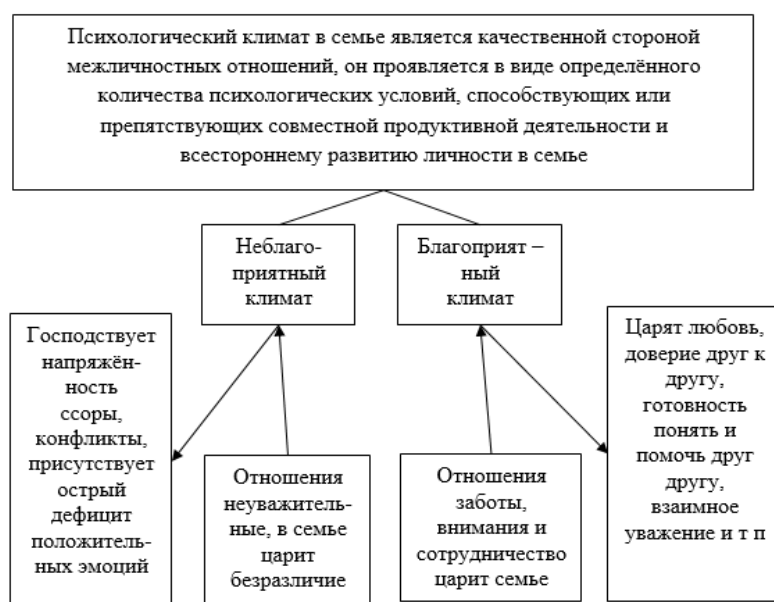 Психологический климат в семье является качественной стороной
межличностных отношений, он проявляется в виде определённого
количества психологических условий, способствующих или
препятствующих совместной продуктивной деятельности и
всестороннему развитию личности в семье
Неблаго-
приятный
климат
Благоприят –
ный
климат
Господствует
напряжён-
ность
ссоры,
конфликты,
присутствует
острый
дефицит
положитель-
ных эмоций
Отношения
неуважитель-
ные, в семье
царит
безразличие
Отношения
заботы,
внимания и
сотрудничество
царит семье
Царят любовь,
доверие друг к
другу,
готовность
понять и
помочь друг
другу,
взаимное
уважение и т п